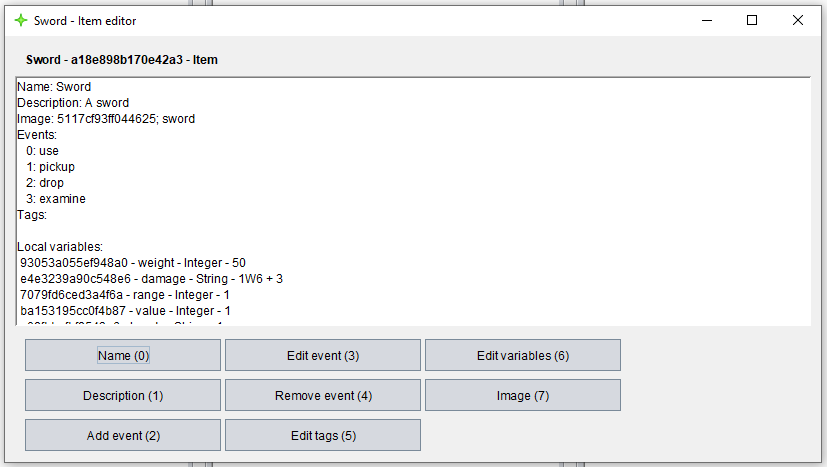 Sword - Item editor
Sword - a18e898b170e42a3 - Item
Name: Sword
Description: A sword
Image: 5117cf93ff044625; sword
Events:
0: use
1: pickup
2: drop
3: examine
Tags:
Local variables:
93053a055ef948a0 - weight - Integer - 50
e4e3239a90c548e6 - damage - String - 1W6 + 3
7079fd6ced3a4f6a - range - Integer - 1
ba153195cc0f4b87 - value - Integer - 1
Name (0)
Edit event (3)
Edit variables (6)
Description (1)
Remove event (4)
Image (7)
Add event (2)
Edit tags (5)